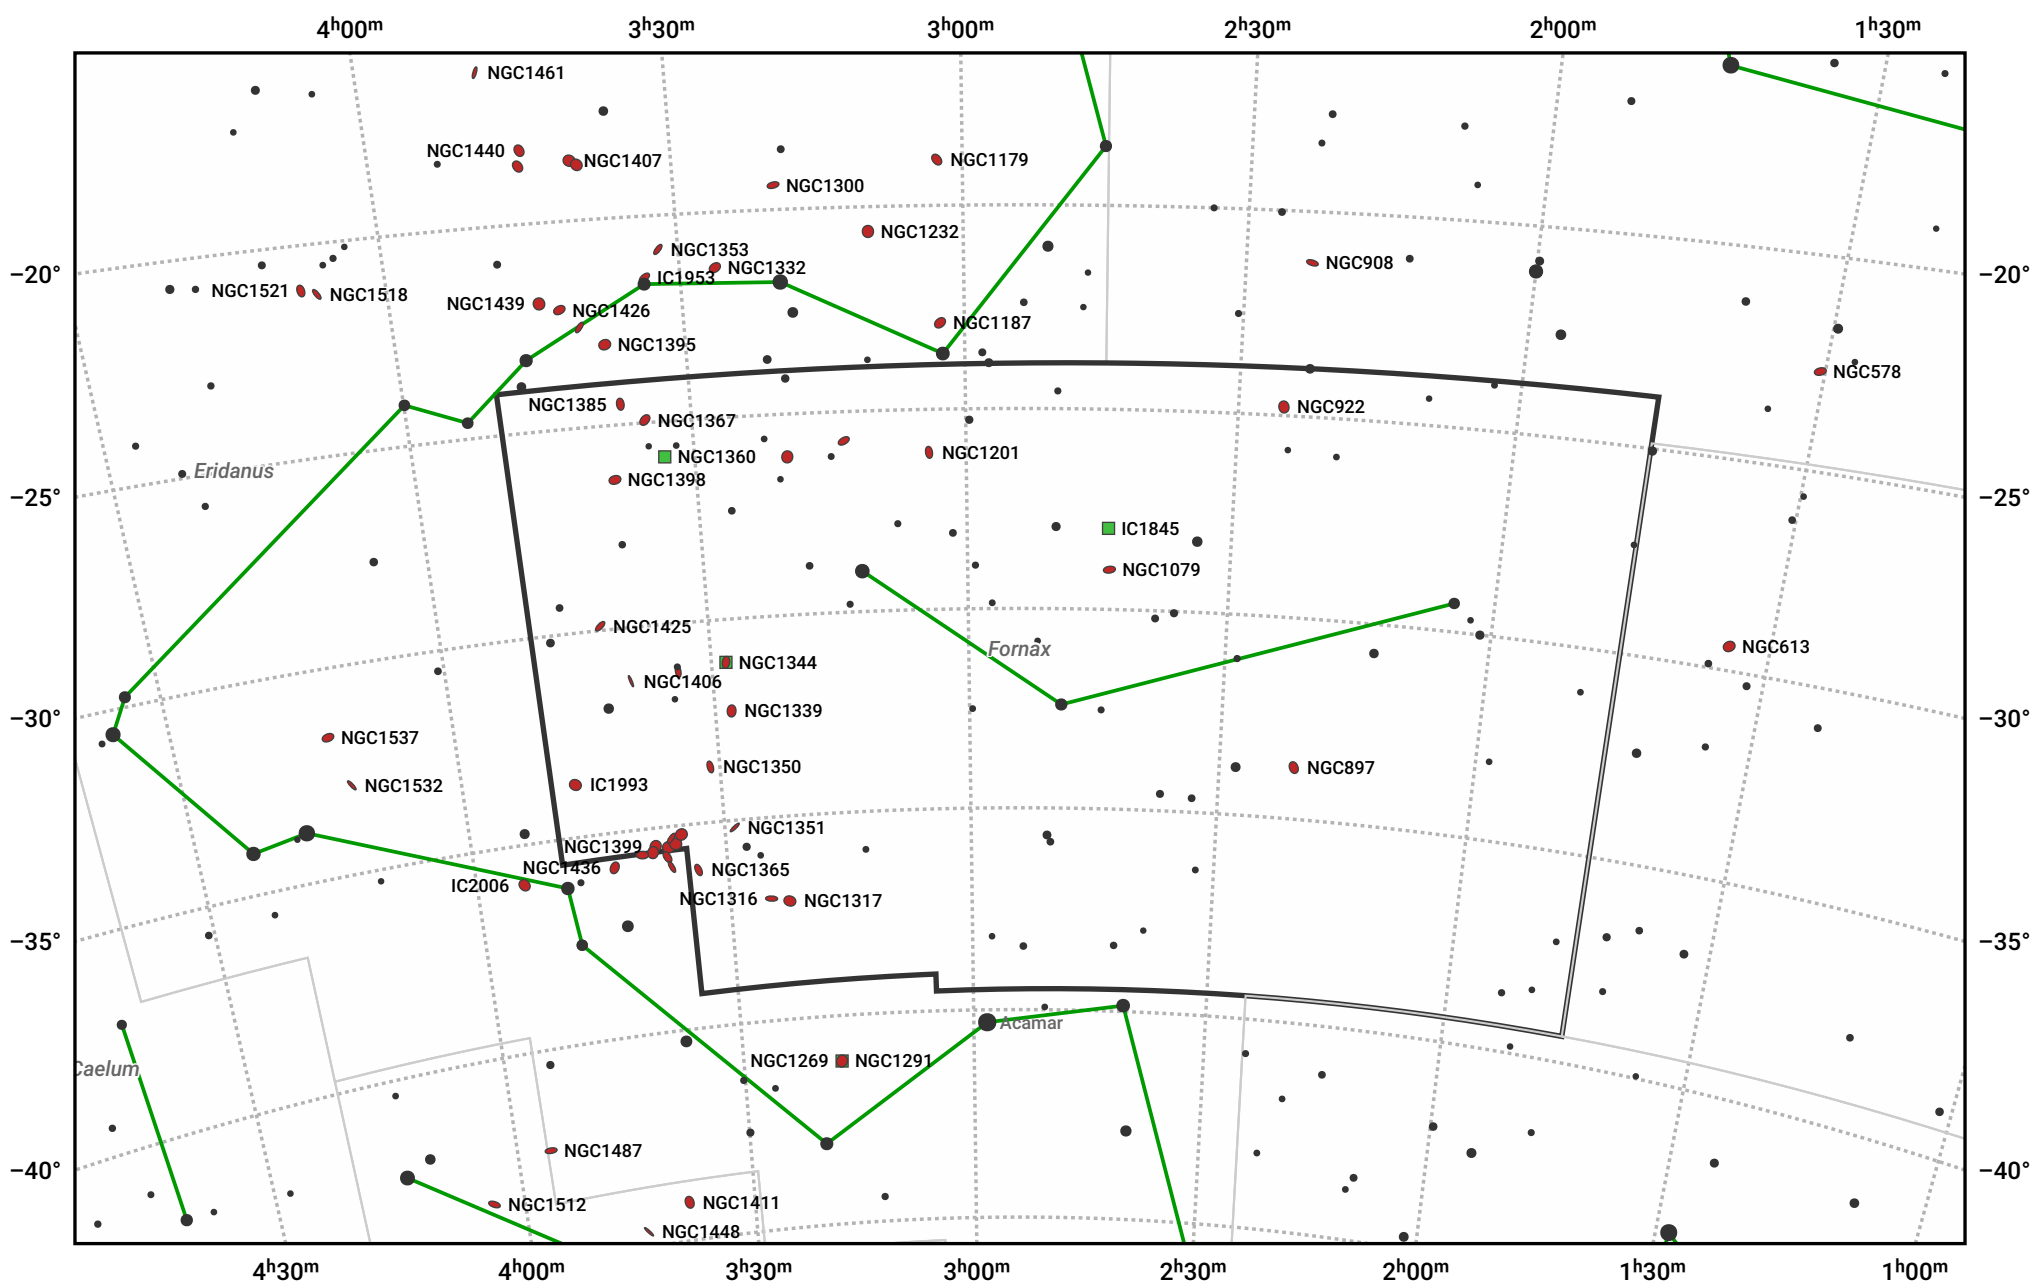 4h00m 3h30m 3h00m 2h30m 2h00m 1h30m
NGC1461
NGC1440
NGC1407
NGC1179
NGC1300
NGC1232
NGC1353
NGC1332
IC1953
NGC908
−20°
−20°
NGC1521
NGC1518
NGC1439
NGC1426
NGC1187
NGC1395
NGC578
NGC1385
NGC922
NGC1367
NGC1360
NGC1201
Eridanus
NGC1398
−25°
−25°
IC1845
NGC1079
NGC1425
Fornax
NGC613
NGC1344
NGC1406
NGC1339
−30°
−30°
NGC1537
NGC1350
NGC897
NGC1532
IC1993
NGC1351
NGC1399
NGC1436
NGC1365
IC2006
NGC1316
NGC1317
−35°
−35°
Acamar
NGC1269
NGC1291
Caelum
NGC1487
−40°
−40°
NGC1512
NGC1411
NGC1448
4h30m 4h00m 3h30m 3h00m 2h30m 2h00m 1h30m 1h00m